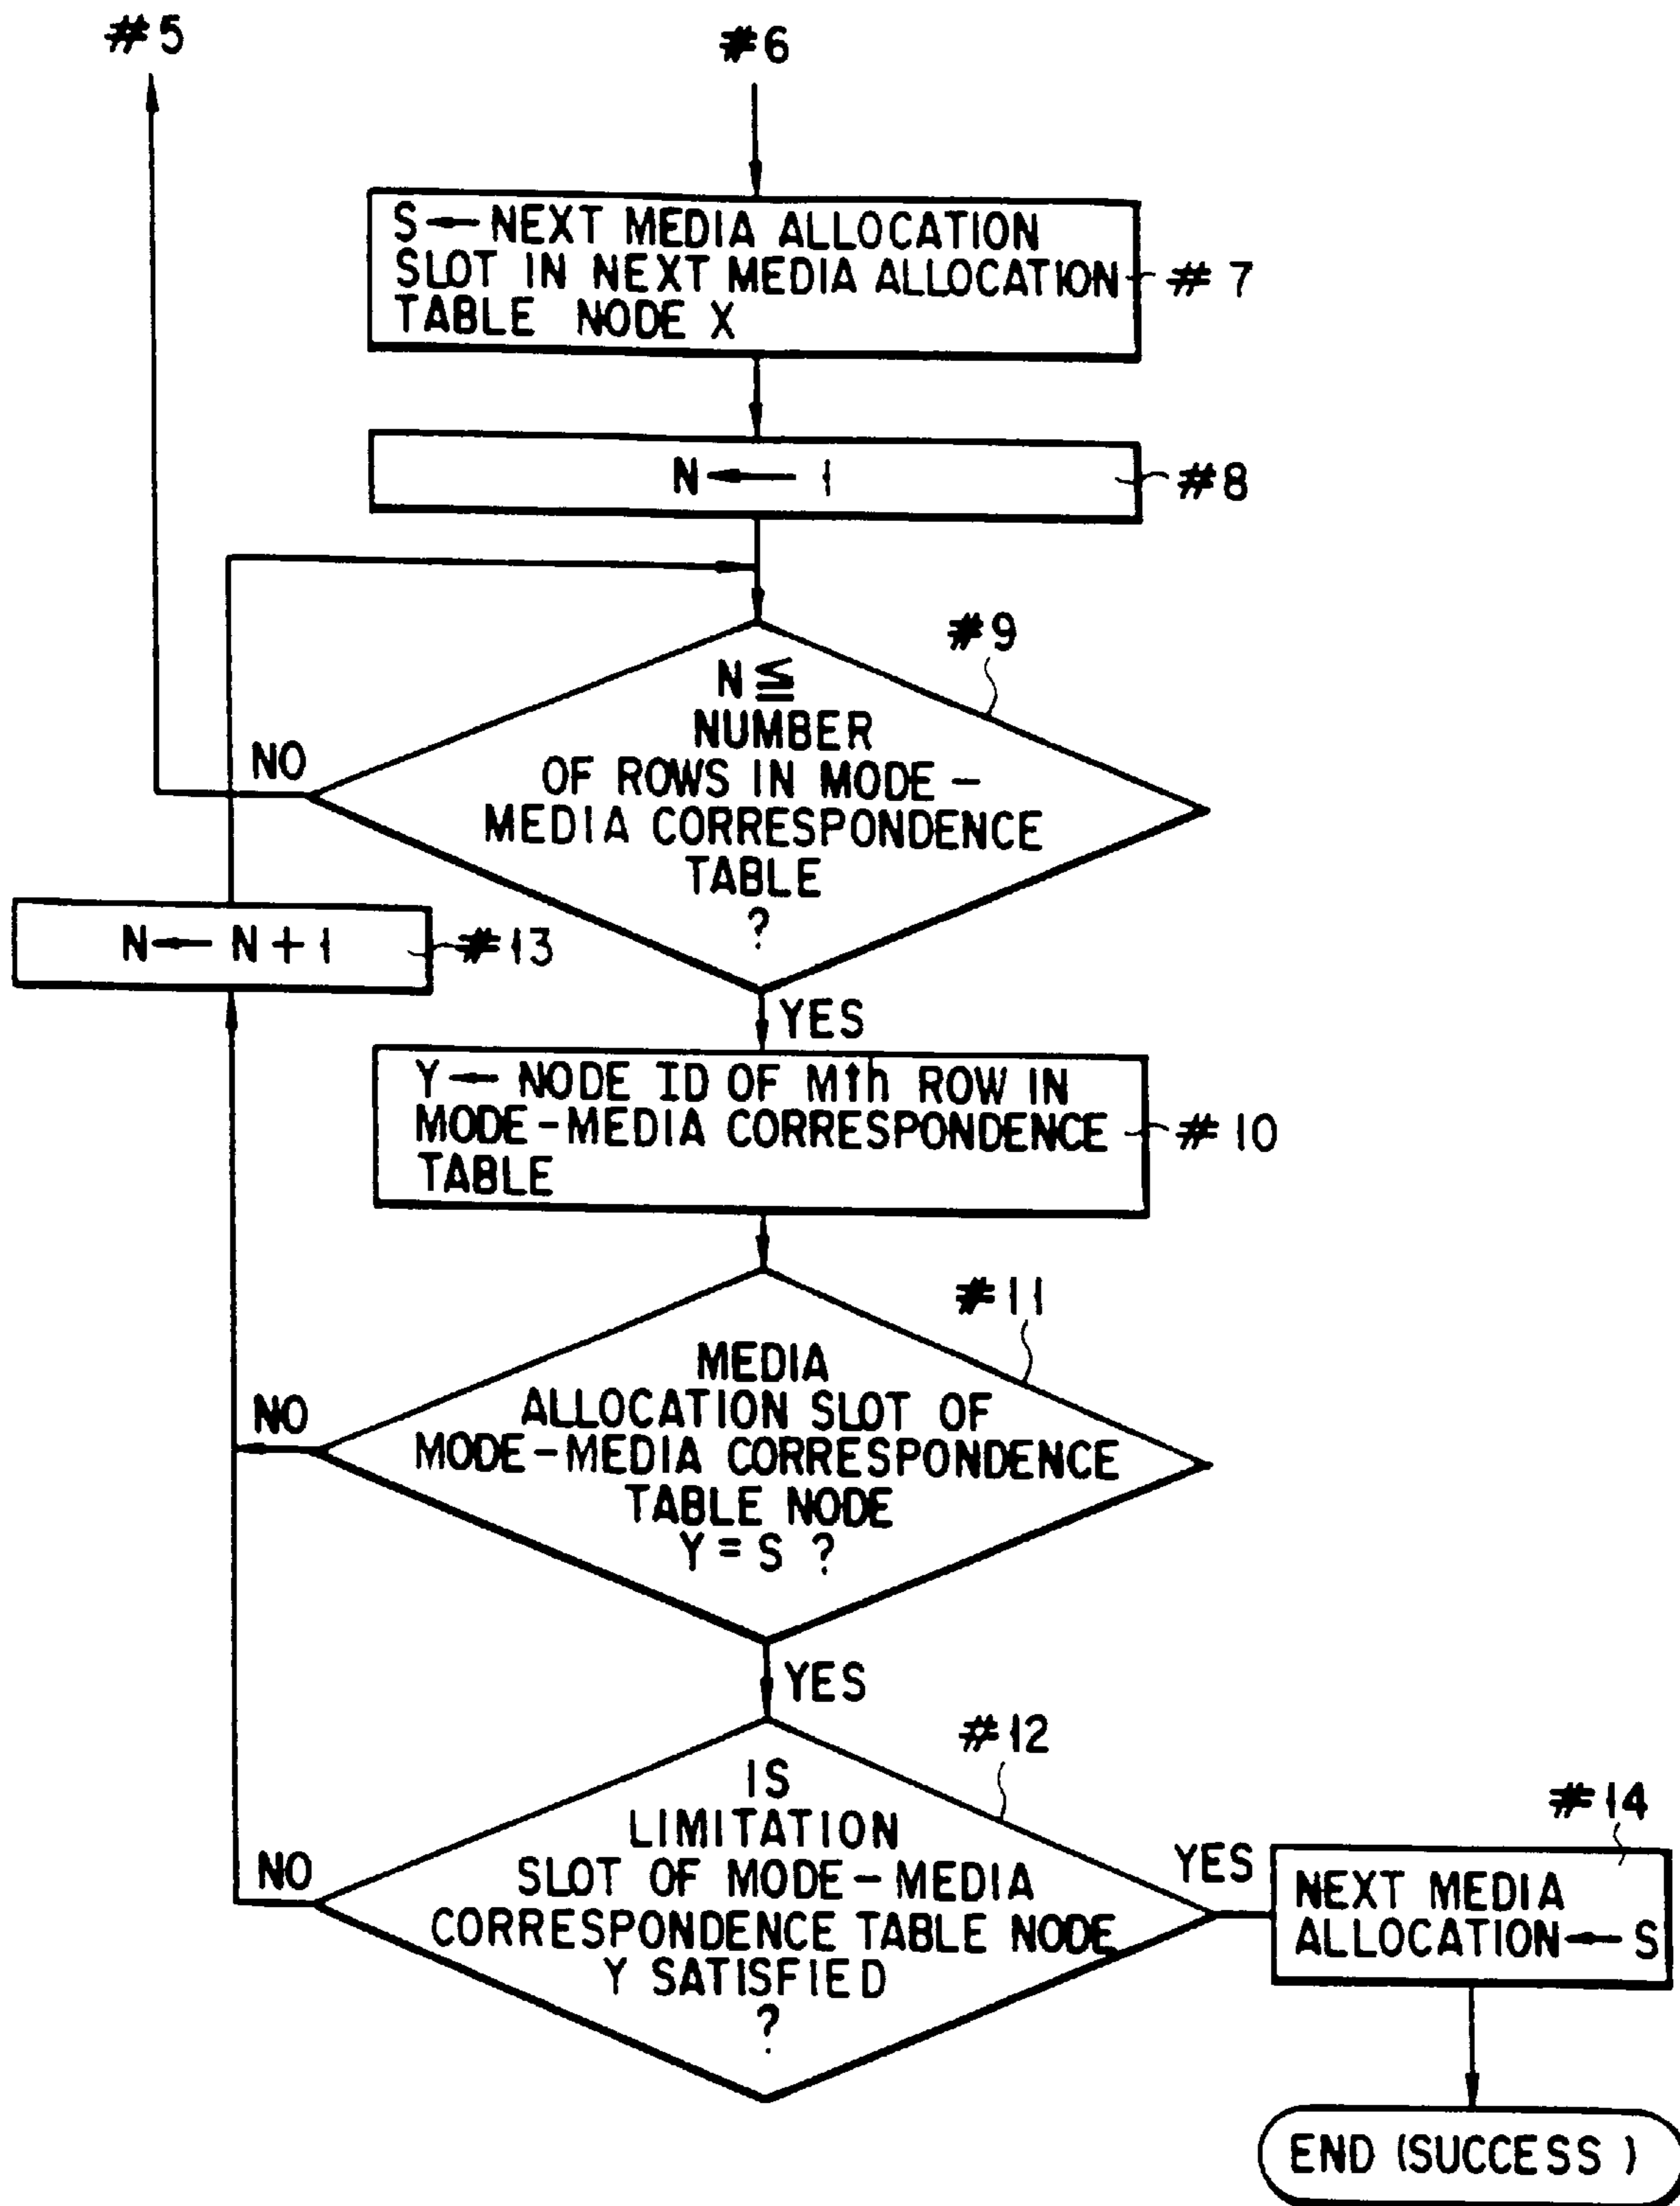 #5
#6
S ← NEXT MEDIA ALLOCATION
SLOT IN NEXT MEDIA ALLOCATION
TABLE NODE X
#7
N ← 1
#8
#9
N ≦
NUMBER
OF ROWS IN MODE-
MEDIA CORRESPONDENCE
TABLE
?
NO
N ← N + 1
#13
YES
Y ← NODE ID OF Mth ROW IN
MODE-MEDIA CORRESPONDENCE
TABLE
#10
#11
MEDIA
ALLOCATION SLOT OF
MODE-MEDIA CORRESPONDENCE
TABLE NODE
Y = S ?
NO
YES
#12
IS
LIMITATION
SLOT OF MODE-MEDIA
CORRESPONDENCE TABLE NODE
Y SATISFIED
?
NO
YES
#14
NEXT MEDIA
ALLOCATION ← S
END (SUCCESS)